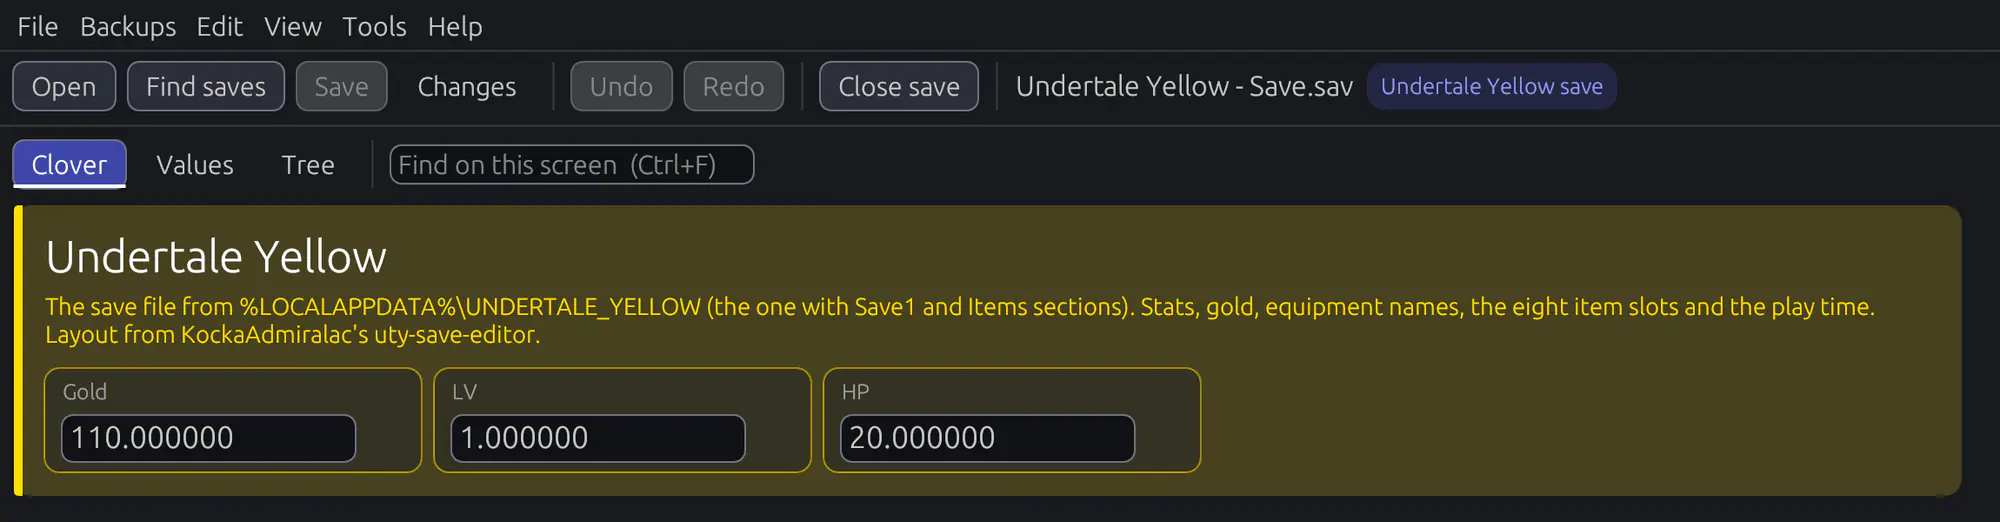 File Backups Edit View Tools Help
Open Find saves Save Changes Undo Redo Close save Undertale Yellow - Save.sav Undertale Yellow save
Clover Values Tree Find on this screen (Ctrl+F)
Undertale Yellow
The save file from %LOCALAPPDATA%\UNDERTALE_YELLOW (the one with Save1 and Items sections). Stats, gold, equipment names, the eight item slots and the play time.
Layout from KockaAdmiralac's uty-save-editor.
Gold LV HP
110.000000 1.000000 20.000000